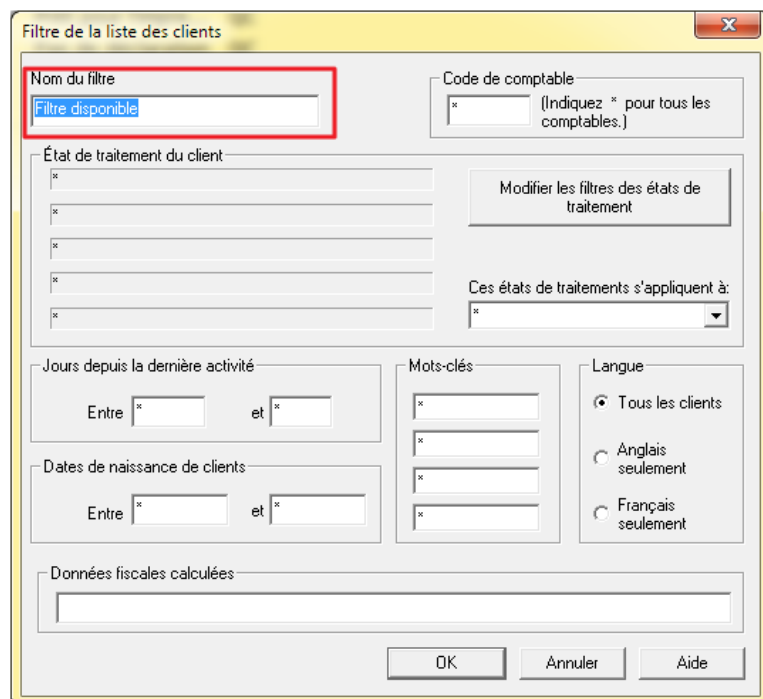 Filtre de la liste des clients
Nom du filtre
Filtre disponible
Code de comptable
* (Indiquez * pour tous les
comptables.)
État de traitement du client
*
*
*
*
*
Modifier les filtres des états de
traitement
Ces états de traitements s'appliquent à:
*
Jours depuis la dernière activité
Entre * et *
Dates de naissance de clients
Entre * et *
Mots-clés
*
*
*
*
Langue
Tous les clients
Anglais
seulement
Français
seulement
Données fiscales calculées
OK Annuler Aide